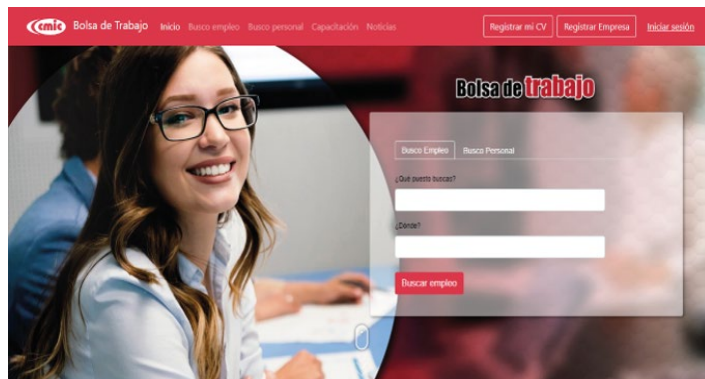 cmic Bolsa de Trabajo Inicio Busco empleo Busco personal Capacitación Noticias Registrar mi CV Registrar Empresa Iniciar sesión
Bolsa de trabajo
Busco Empleo Busco Personal
¿Qué puesto buscas?
¿Dónde?
Buscar empleo